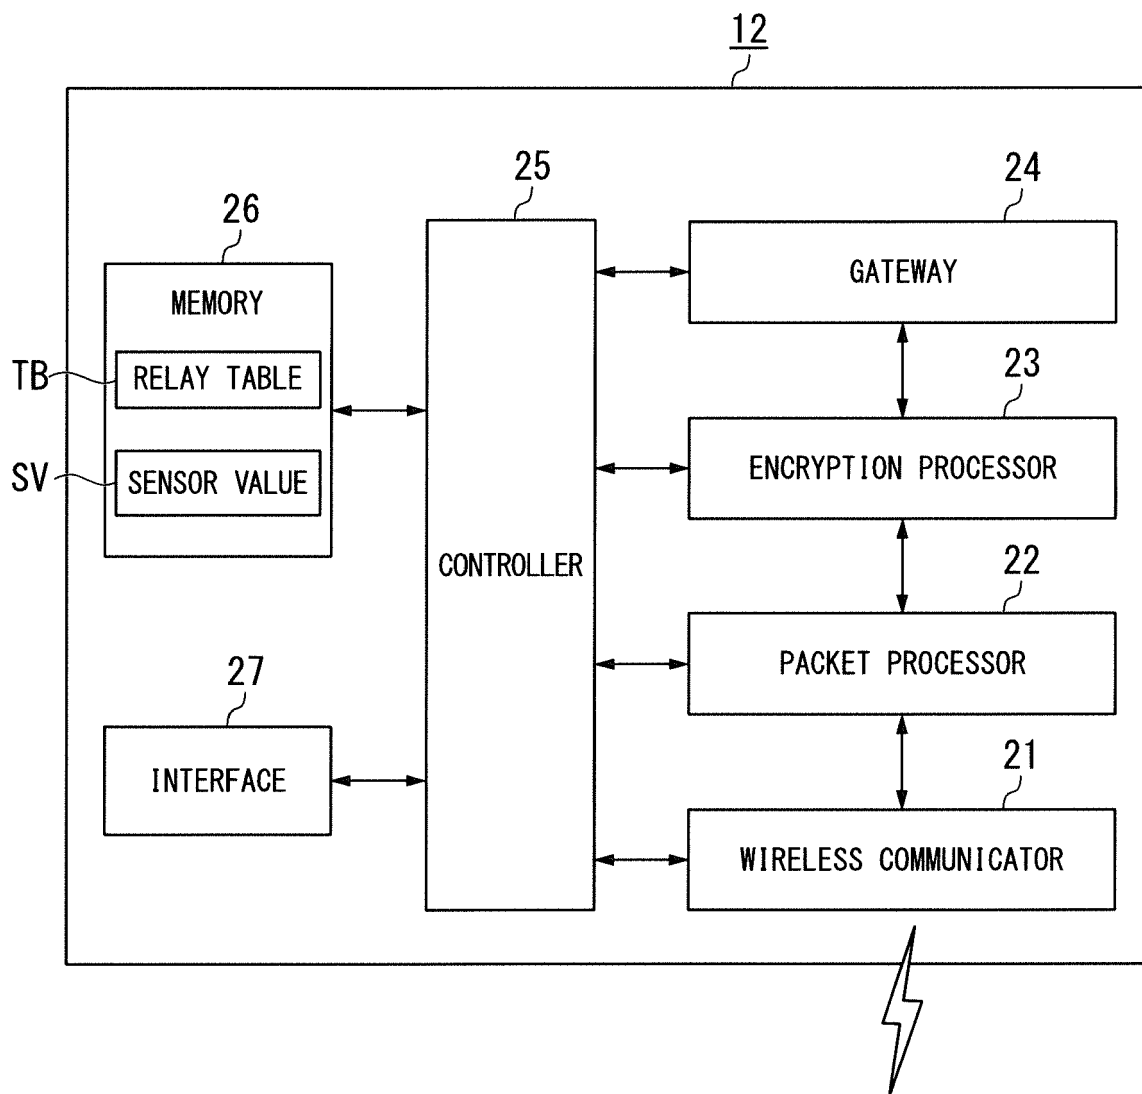 12
25
24
26
GATEWAY
MEMORY
TB
RELAY TABLE
23
SV
SENSOR VALUE
ENCRYPTION PROCESSOR
CONTROLLER
22
27
PACKET PROCESSOR
INTERFACE
21
WIRELESS COMMUNICATOR